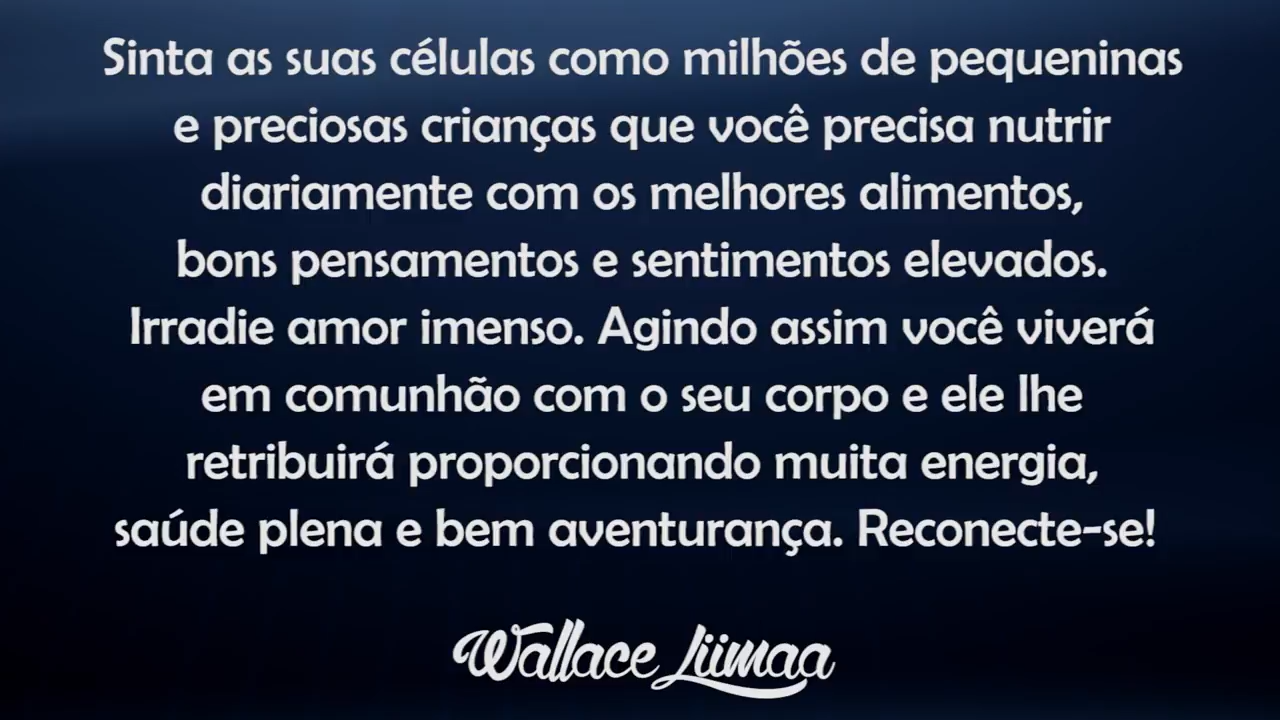 Sinta as suas células como milhões de pequeninas
e preciosas crianças que você precisa nutrir
diariamente com os melhores alimentos,
bons pensamentos e sentimentos elevados.
Irradie amor imenso. Agindo assim você viverá
em comunhão com o seu corpo e ele lhe
retribuirá proporcionando muita energia,
saúde plena e bem aventurança. Reconecte-se!
Wallace Liimaa